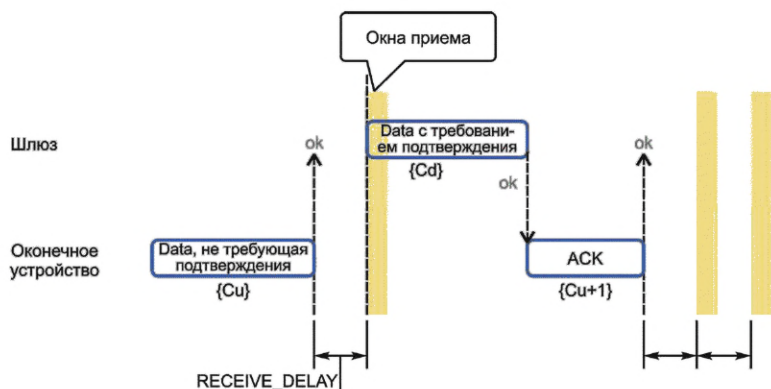 Окна приема
Шлюз
ok
Data с требовани-
ем подтверждения
{Cd}
ok
ok
Оконечное
устройство
Data, не требующая
подтверждения
{Cu}
ACK
{Cu+1}
RECEIVE_DELAY